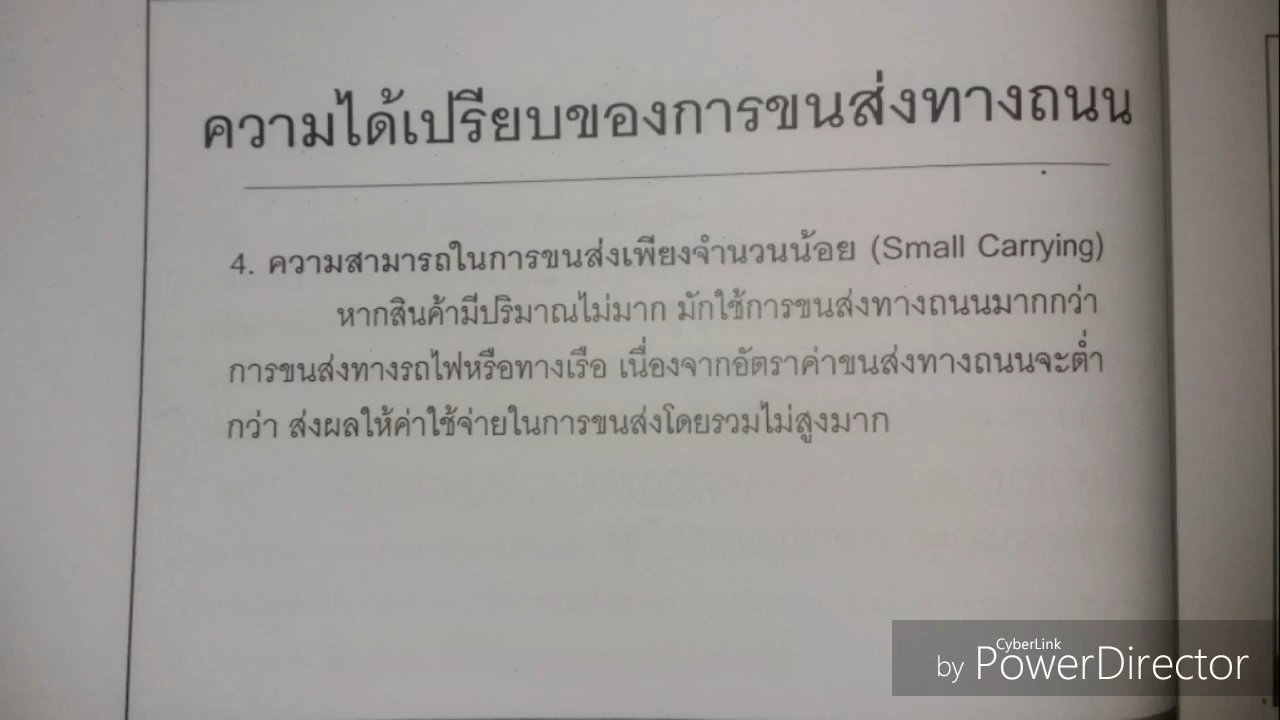 ความได้เปรียบของการขนส่งทางถนน
4. ความสามารถในการขนส่งเพียงจำนวนน้อย (Small Carrying)
หากสินค้ามีปริมาณไม่มาก มักใช้การขนส่งทางถนนมากกว่า
การขนส่งทางรถไฟหรือทางเรือ เนื่องจากอัตราค่าขนส่งทางถนนจะต่ำ
กว่า ส่งผลให้ค่าใช้จ่ายในการขนส่งโดยรวมไม่สูงมาก
CyberLink
by PowerDirector